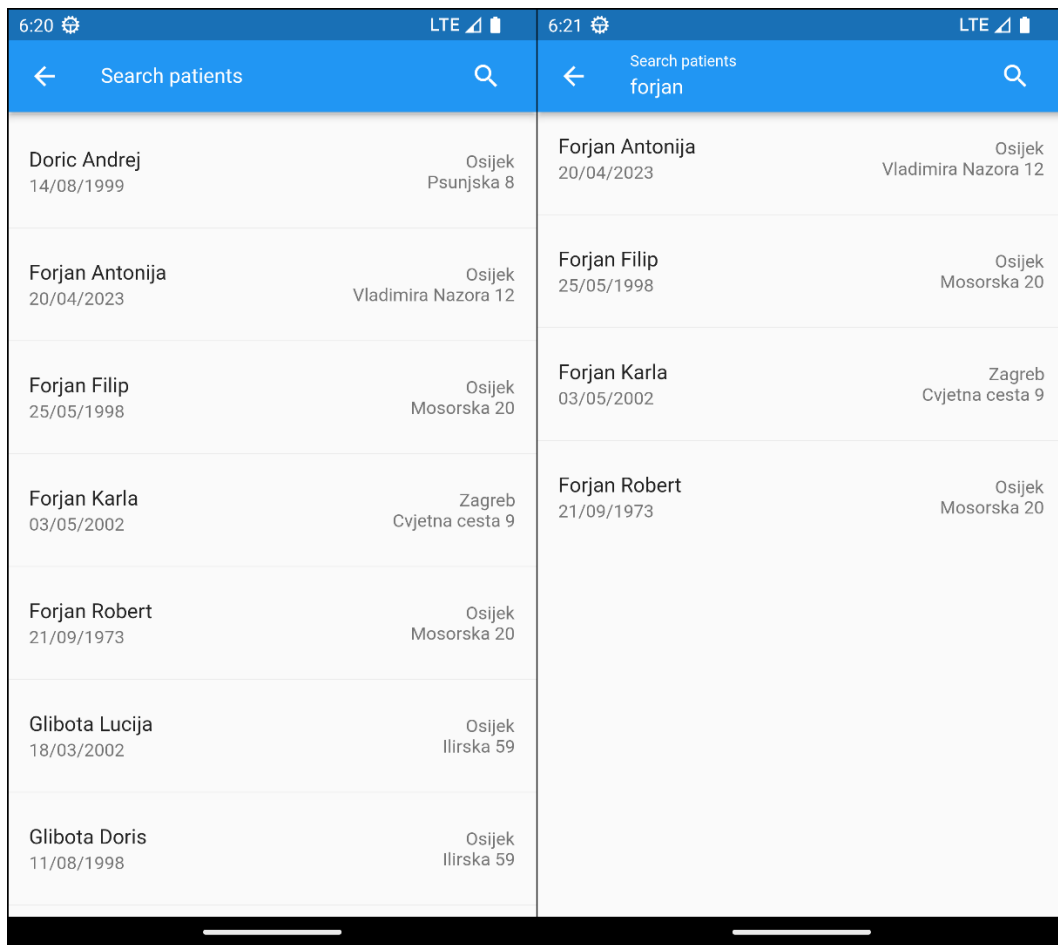 6:20
LTE
Search patients
Doric Andrej
14/08/1999
Osijek
Psunjska 8
Forjan Antonija
20/04/2023
Osijek
Vladimira Nazora 12
Forjan Filip
25/05/1998
Osijek
Mosorska 20
Forjan Karla
03/05/2002
Zagreb
Cvjetna cesta 9
Forjan Robert
21/09/1973
Osijek
Mosorska 20
Glibota Lucija
18/03/2002
Osijek
Ilirska 59
Glibota Doris
11/08/1998
Osijek
Ilirska 59
6:21
LTE
Search patients
forjan
Forjan Antonija
20/04/2023
Osijek
Vladimira Nazora 12
Forjan Filip
25/05/1998
Osijek
Mosorska 20
Forjan Karla
03/05/2002
Zagreb
Cvjetna cesta 9
Forjan Robert
21/09/1973
Osijek
Mosorska 20